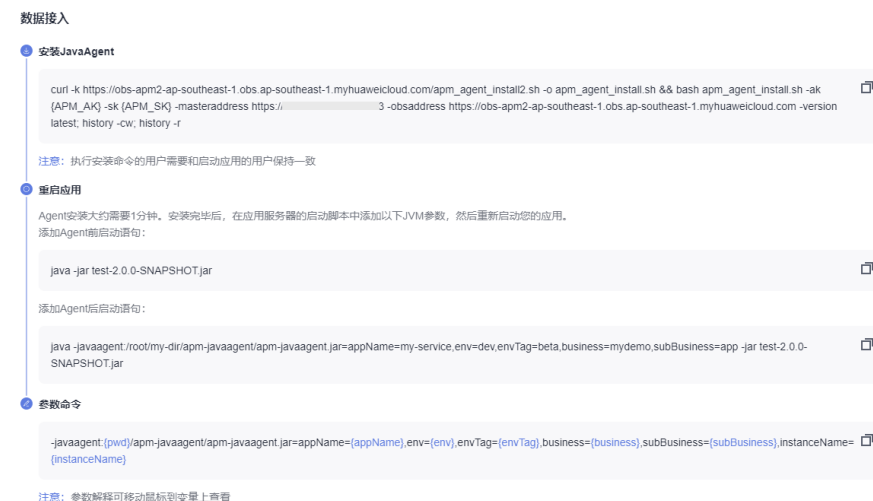 数据接入
安装JavaAgent
curl -k https://obs-apm2-ap-southeast-1.obs.ap-southeast-1.myhuaweicloud.com/apm_agent_install2.sh -o apm_agent_install.sh && bash apm_agent_install.sh -ak
{APM_AK} -sk {APM_SK} -masteraddress https:/ 3 -obsaddress https://obs-apm2-ap-southeast-1.obs.ap-southeast-1.myhuaweicloud.com -version
latest; history -cw; history -r
注意：执行安装命令的用户需要和启动应用的用户保持一致
重启应用
Agent安装大约需要1分钟。安装完毕后，在应用服务器的启动脚本中添加以下JVM参数，然后重新启动您的应用。
添加Agent前启动语句：
java -jar test-2.0.0-SNAPSHOT.jar
添加Agent后启动语句：
java -javaagent:/root/my-dir/apm-javaagent/apm-javaagent.jar=appName=my-service,env=dev,envTag=beta,business=mydemo,subBusiness=app -jar test-2.0.0-
SNAPSHOT.jar
参数命令
-javaagent:{pwd}/apm-javaagent/apm-javaagent.jar=appName={appName},env={env},envTag={envTag},business={business},subBusiness={subBusiness},instanceName=
{instanceName}
注意：参数解释可移动鼠标到变量上查看